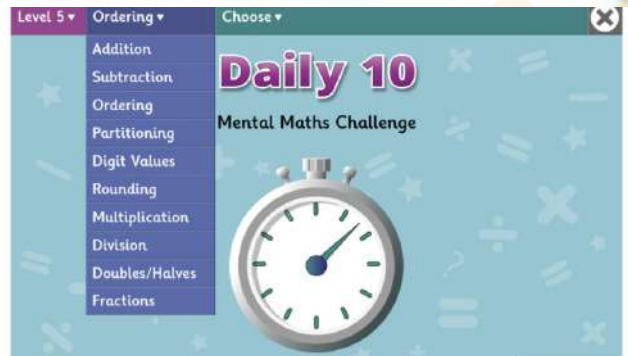 Level 5 ▾ Ordering ▾ Choose ▾
Addition
Subtraction
Ordering
Partitioning
Digit Values
Rounding
Multiplication
Division
Doubles/Halves
Fractions
Daily 10
Mental Maths Challenge